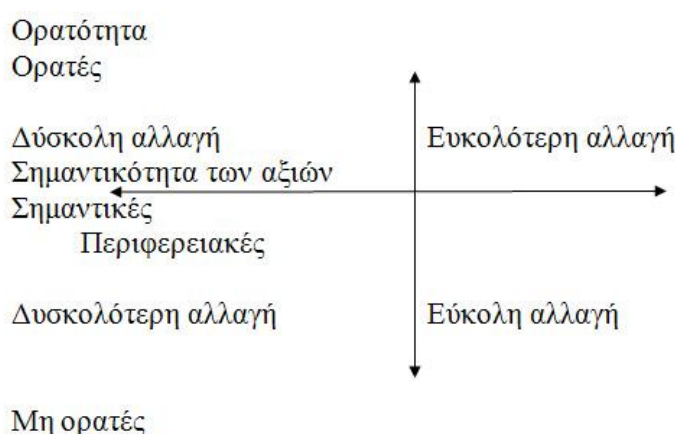 Ορατότητα
Ορατές
Δύσκολη αλλαγή Ευκολότερη αλλαγή
Σημαντικότητα των αξιών
Σημαντικές
Περιφερειακές
Δυσκολότερη αλλαγή Εύκολη αλλαγή
Μη ορατές